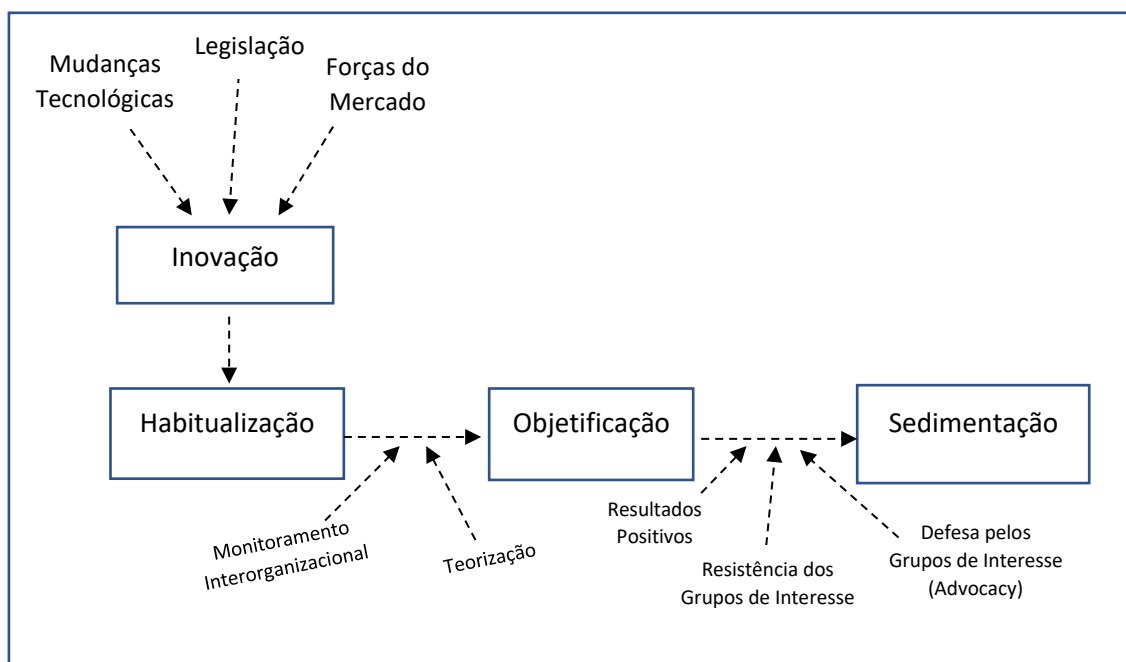 Legislação
Mudanças
Tecnológicas
Forças do
Mercado
Inovação
Habitualização
Objetificação
Sedimentação
Monitoramento
Interorganizacional
Teorização
Resultados
Positivos
Resistência dos
Grupos de Interesse
Defesa pelos
Grupos de Interesse
(Advocacy)